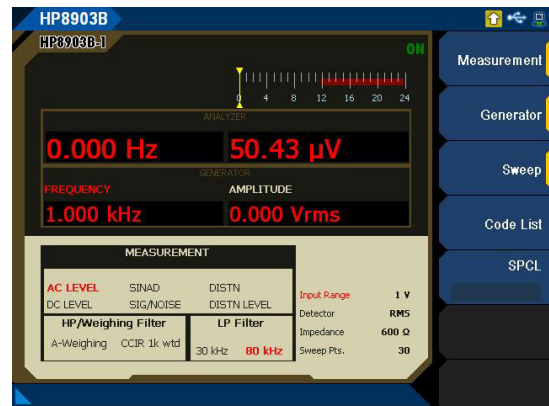 HP8903B
HP8903B-1
ON
0 4 8 12 16 20 24
ANALYZER
0.000 Hz 50.43 µV
GENERATOR
FREQUENCY AMPLITUDE
1.000 kHz 0.000 Vrms
MEASUREMENT
AC LEVEL SINAD DISTN
DC LEVEL SIG/NOISE DISTN LEVEL
HP/Weighing Filter LP Filter
A-Weighing CCIR 1k wtd 30 kHz 80 kHz
Input Range 1 V
Detector RMS
Impedance 600 Ω
Sweep Pts. 30
Measurement
Generator
Sweep
Code List
SPCL